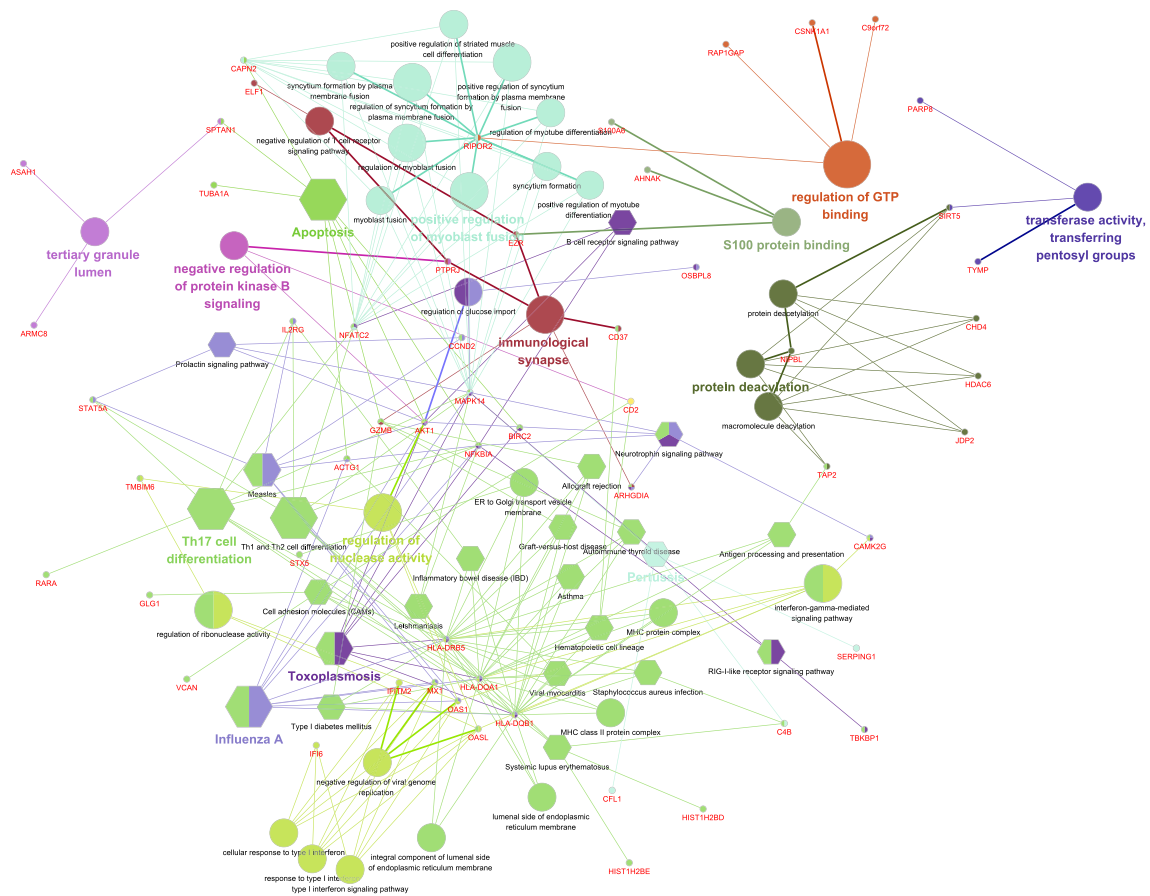 CSNK1A1
C9orf72
RAP1GAP
positive regulation of striated muscle
cell differentiation
CAPN2
ELF1
syncytium formation by plasma
membrane fusion
regulation of syncytium formation by
plasma membrane fusion
positive regulation of syncytium
formation by plasma membrane
fusion
PARP8
SPTAN1
negative regulation of T cell receptor
signaling pathway
regulation of myotube differentiation
S100A6
RIPOR2
ASAH1
regulation of myoblast fusion
AHNAK
syncytium formation
TUBA1A
regulation of GTP
binding
myoblast fusion
positive regulation of myotube
differentiation
SIRT5
transferase activity,
transferring
pentosyl groups
Apoptosis
positive regulation
of myoblast fusion
EZR
B cell receptor signaling pathway
S100 protein binding
tertiary granule
lumen
negative regulation
of protein kinase B
signaling
PTPRJ
OSBPL8
TYMP
regulation of glucose import
protein deacetylation
ARMC8
IL2RG
NFATC2
CCND2
immunological
synapse
CD37
CHD4
Prolactin signaling pathway
NIPBL
HDAC6
protein deacylation
STAT5A
MAPK14
CD2
macromolecule deacylation
GZMB
AKT1
BIRC2
JDP2
NFKBIA
Neurotrophin signaling pathway
ACTG1
TAP2
TMBIM6
Measles
Allograft rejection
ARHGDIA
ER to Golgi transport vesicle
membrane
Th17 cell
differentiation
Th1 and Th2 cell differentiation
regulation of
nuclease activity
Graft-versus-host disease
Autoimmune thyroid disease
Antigen processing and presentation
CAMK2G
STX5
RARA
Inflammatory bowel disease (IBD)
Pertussis
Asthma
GLG1
Cell adhesion molecules (CAMs)
Leishmaniasis
interferon-gamma-mediated
signaling pathway
regulation of ribonuclease activity
MHC protein complex
HLA-DRB5
Hematopoietic cell lineage
SERPING1
Toxoplasmosis
RIG-I-like receptor signaling pathway
VCAN
IFITM2
MX1
HLA-DQA1
Viral myocarditis
Staphylococcus aureus infection
OAS1
Type I diabetes mellitus
HLA-DQB1
Influenza A
OASL
MHC class II protein complex
C4B
TBKBP1
IFI6
Systemic lupus erythematosus
negative regulation of viral genome
replication
CFL1
HIST1H2BD
lumenal side of endoplasmic
reticulum membrane
cellular response to type I interferon
integral component of lumenal side
of endoplasmic reticulum membrane
HIST1H2BE
response to type I interferon
type I interferon signaling pathway